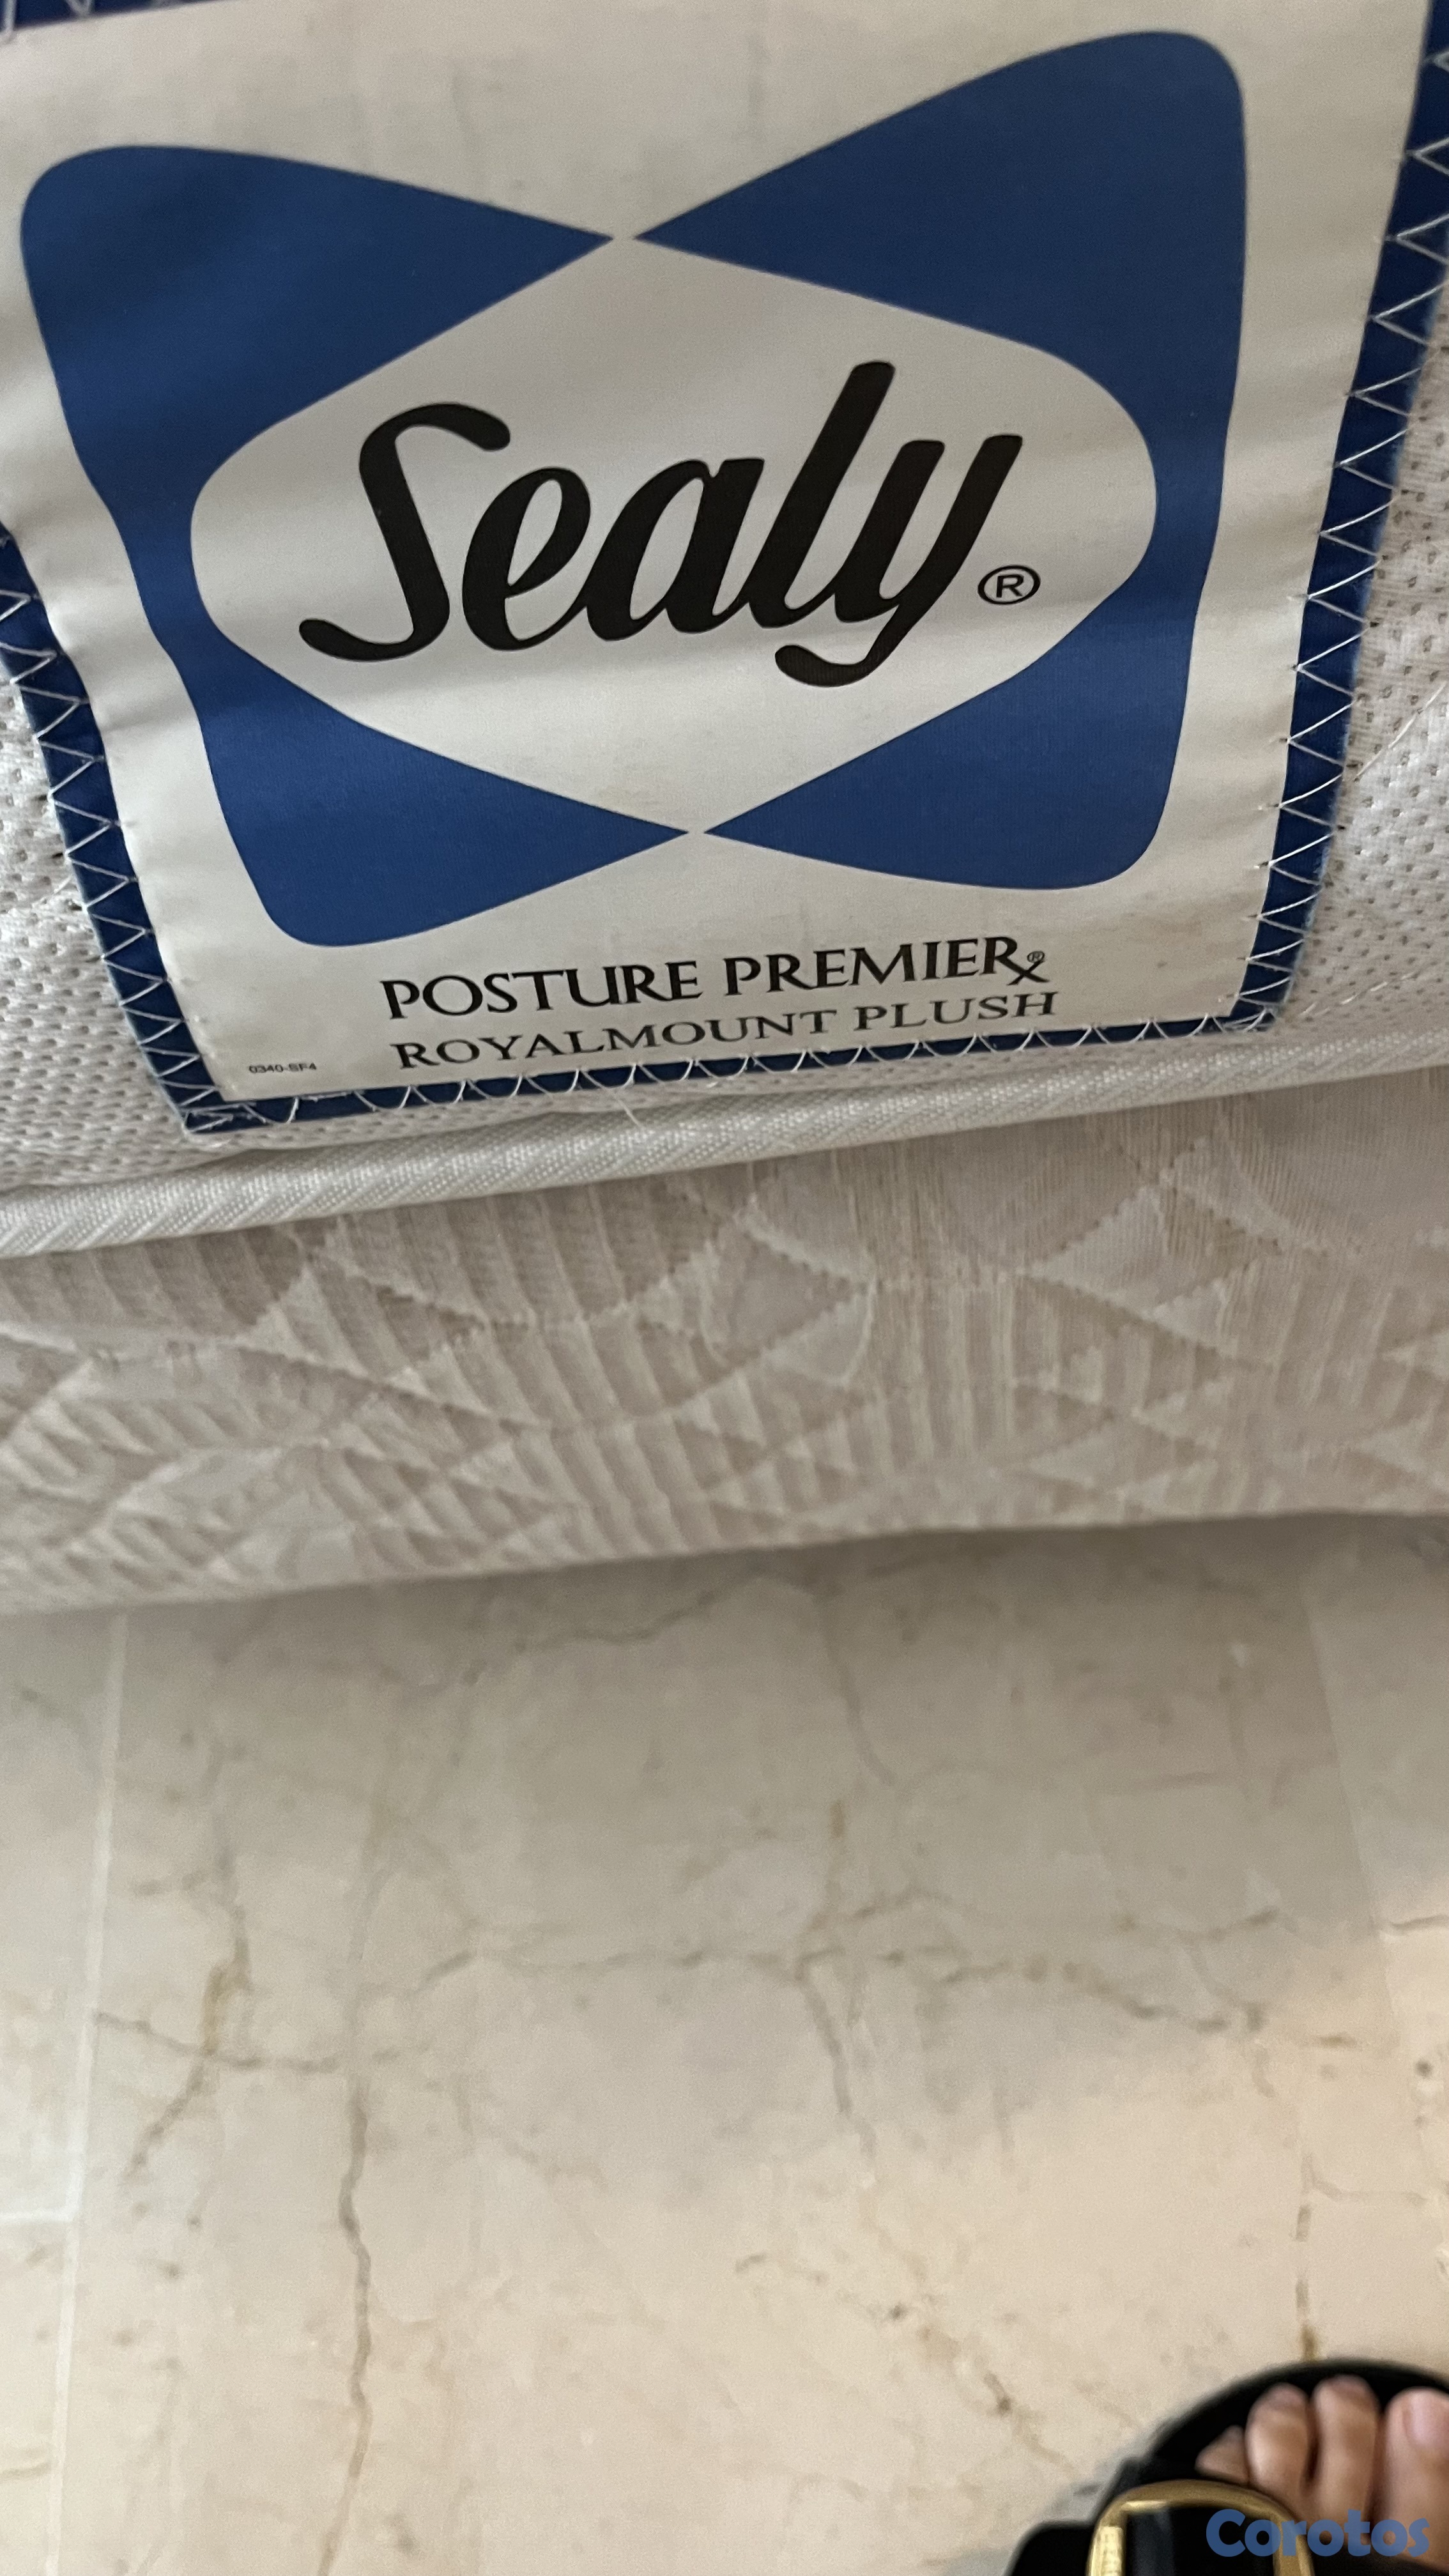 Sealy®
POSTURE PREMIER℞®
ROYALMOUNT PLUSH
0340-SF4
Corotos